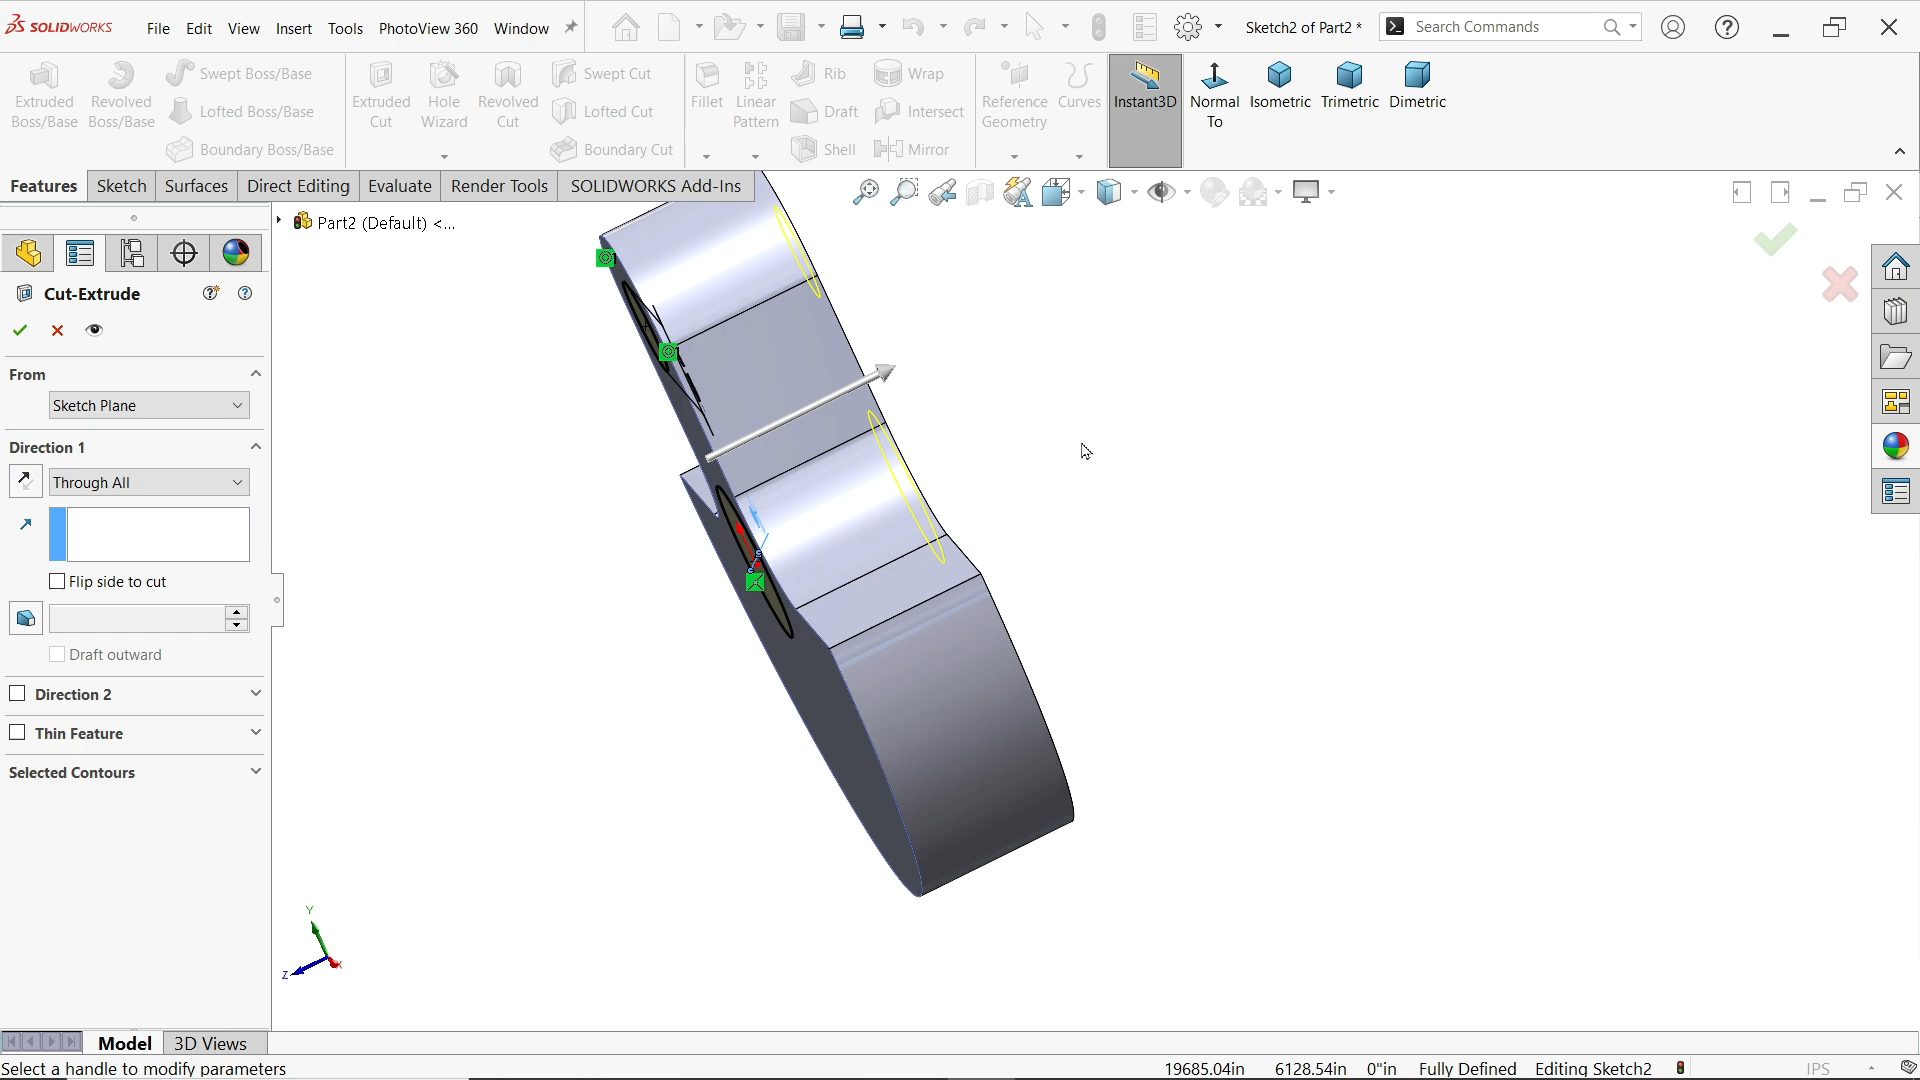 SOLIDWORKS File Edit View Insert Tools PhotoView 360 Window Sketch2 of Part2 * Search Commands
Extruded Boss/Base
Revolved Boss/Base
Swept Boss/Base
Lofted Boss/Base
Boundary Boss/Base
Extruded Cut
Hole Wizard
Revolved Cut
Swept Cut
Lofted Cut
Boundary Cut
Fillet
Linear Pattern
Rib
Draft
Shell
Wrap
Intersect
Mirror
Reference Geometry
Curves
Instant3D
Normal To
Isometric
Trimetric
Dimetric
Features Sketch Surfaces Direct Editing Evaluate Render Tools SOLIDWORKS Add-Ins
Part2 (Default) <...
Cut-Extrude
From
Sketch Plane
Direction 1
Through All
Flip side to cut
Draft outward
Direction 2
Thin Feature
Selected Contours
Y
Z
X
Model 3D Views
Select a handle to modify parameters 19685.04in 6128.54in 0"in Fully Defined Editing Sketch2 IPS